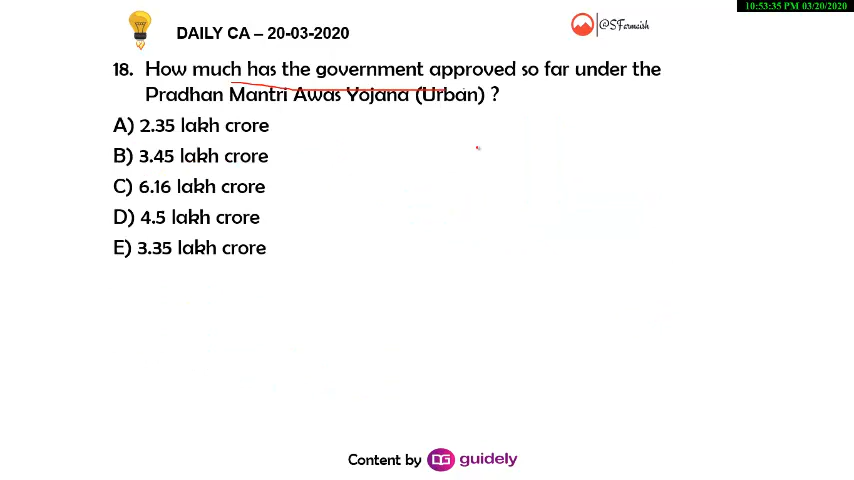 10:53:35 PM 03/20/2020
DAILY CA – 20-03-2020
@SFarmaish
18. How much has the government approved so far under the
Pradhan Mantri Awas Yojana (Urban) ?
A) 2.35 lakh crore
B) 3.45 lakh crore
C) 6.16 lakh crore
D) 4.5 lakh crore
E) 3.35 lakh crore
Content by DG guidely